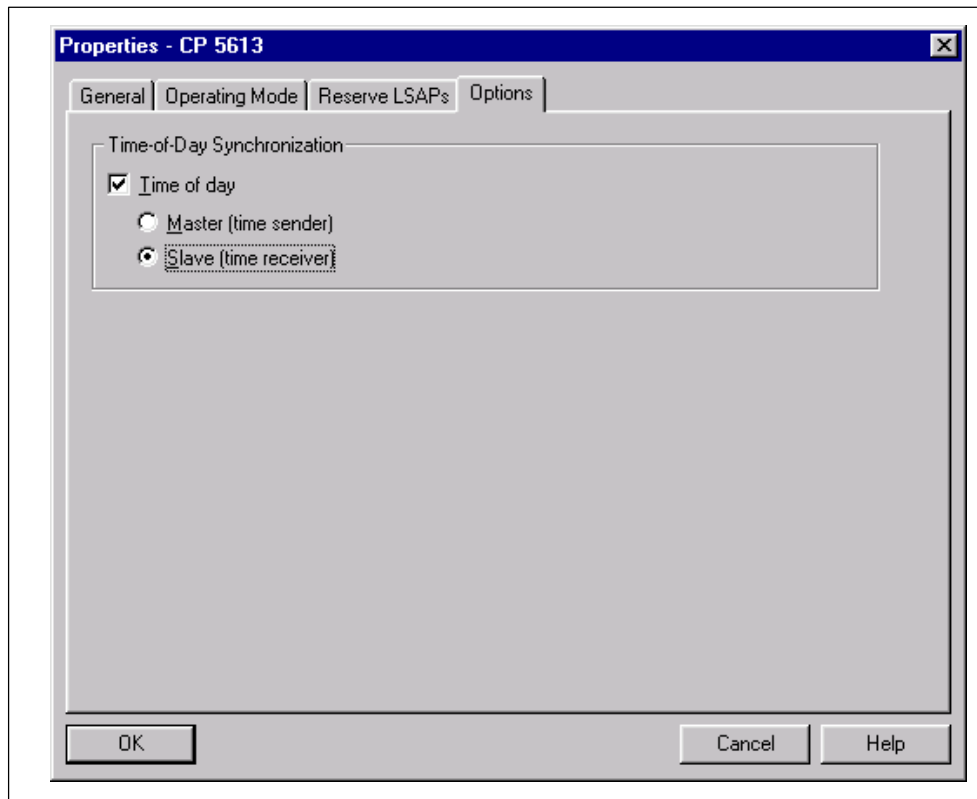 Properties - CP 5613
General Operating Mode Reserve LSAPs Options
Time-of-Day Synchronization
Time of day
Master (time sender)
Slave (time receiver)
OK Cancel Help